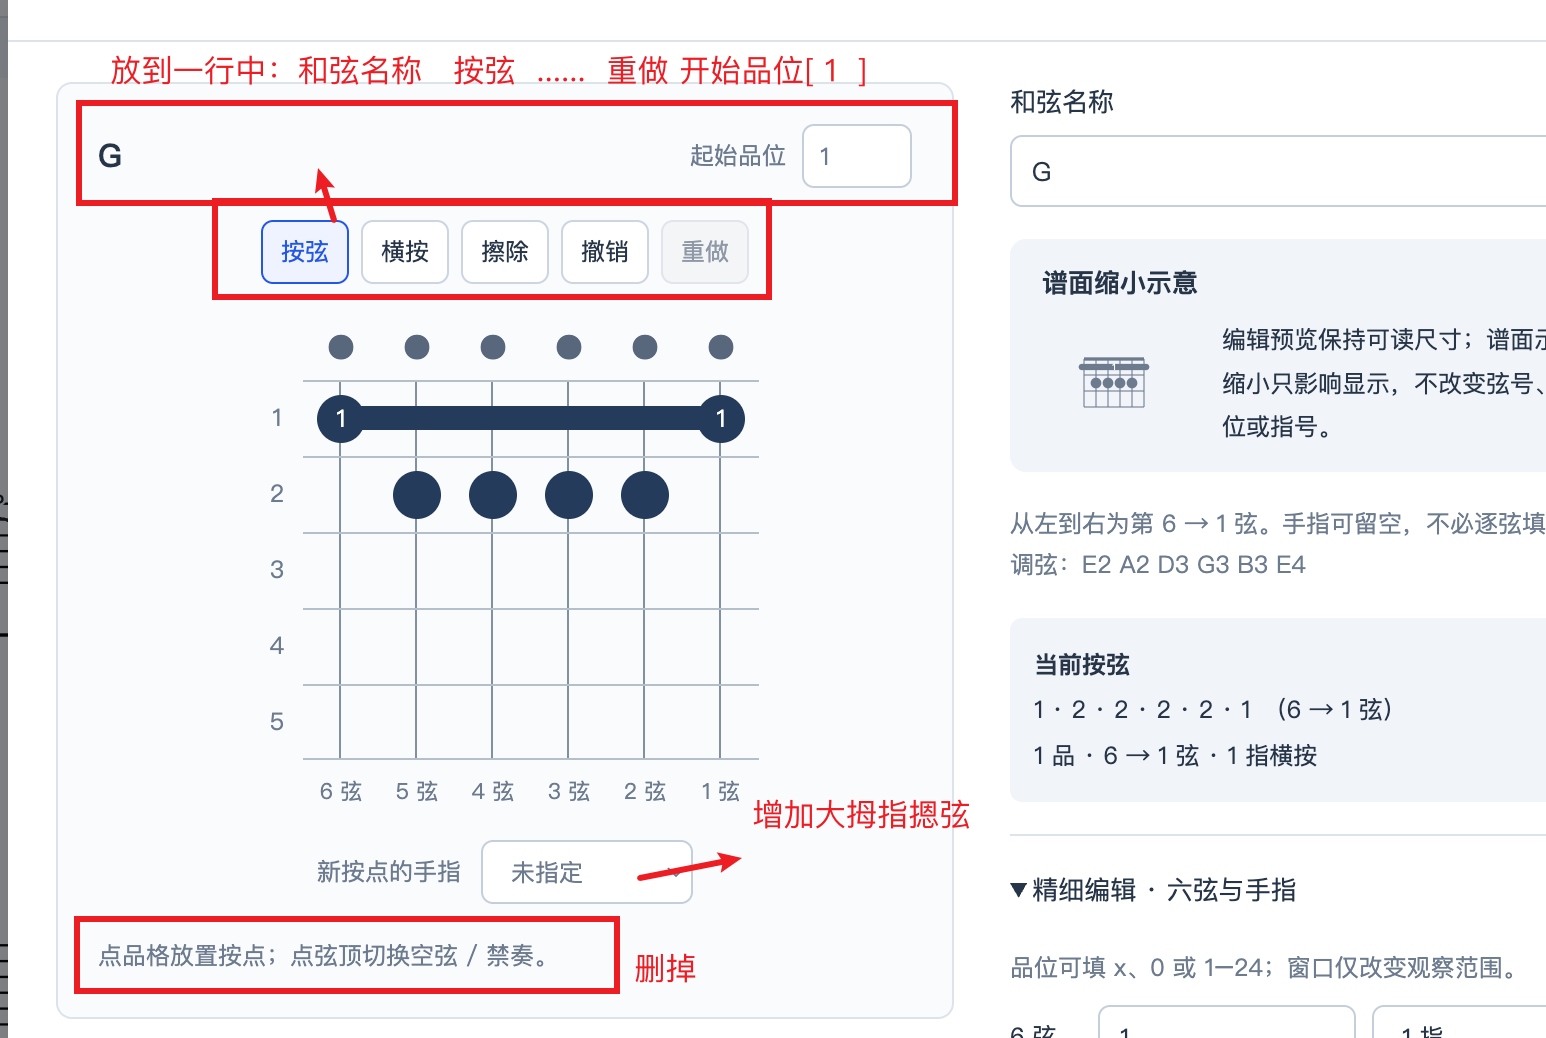 放到一行中：和弦名称 按弦 ...... 重做 开始品位[ 1 ]
G 起始品位 1
按弦 横按 擦除 撤销 重做
1 1 1
2
3
4
5
6 弦 5 弦 4 弦 3 弦 2 弦 1 弦
增加大拇指摁弦
新按点的手指 未指定
点品格放置按点；点弦顶切换空弦 / 禁奏。
删掉
和弦名称
G
谱面缩小示意
编辑预览保持可读尺寸；谱面示
缩小只影响显示，不改变弦号、
位或指号。
从左到右为第 6 → 1 弦。手指可留空，不必逐弦填
调弦：E2 A2 D3 G3 B3 E4
当前按弦
1 · 2 · 2 · 2 · 2 · 1 （6 → 1 弦）
1 品 · 6 → 1 弦 · 1 指横按
▼精细编辑 · 六弦与手指
品位可填 x、0 或 1—24；窗口仅改变观察范围。
6 弦 1 1 指